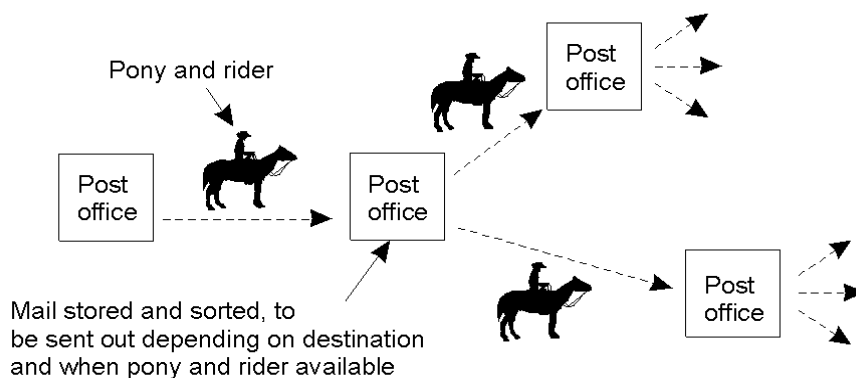 Post
office
Pony and rider
Post
office
Post
office
Post
office
Mail stored and sorted, to
be sent out depending on destination
and when pony and rider available